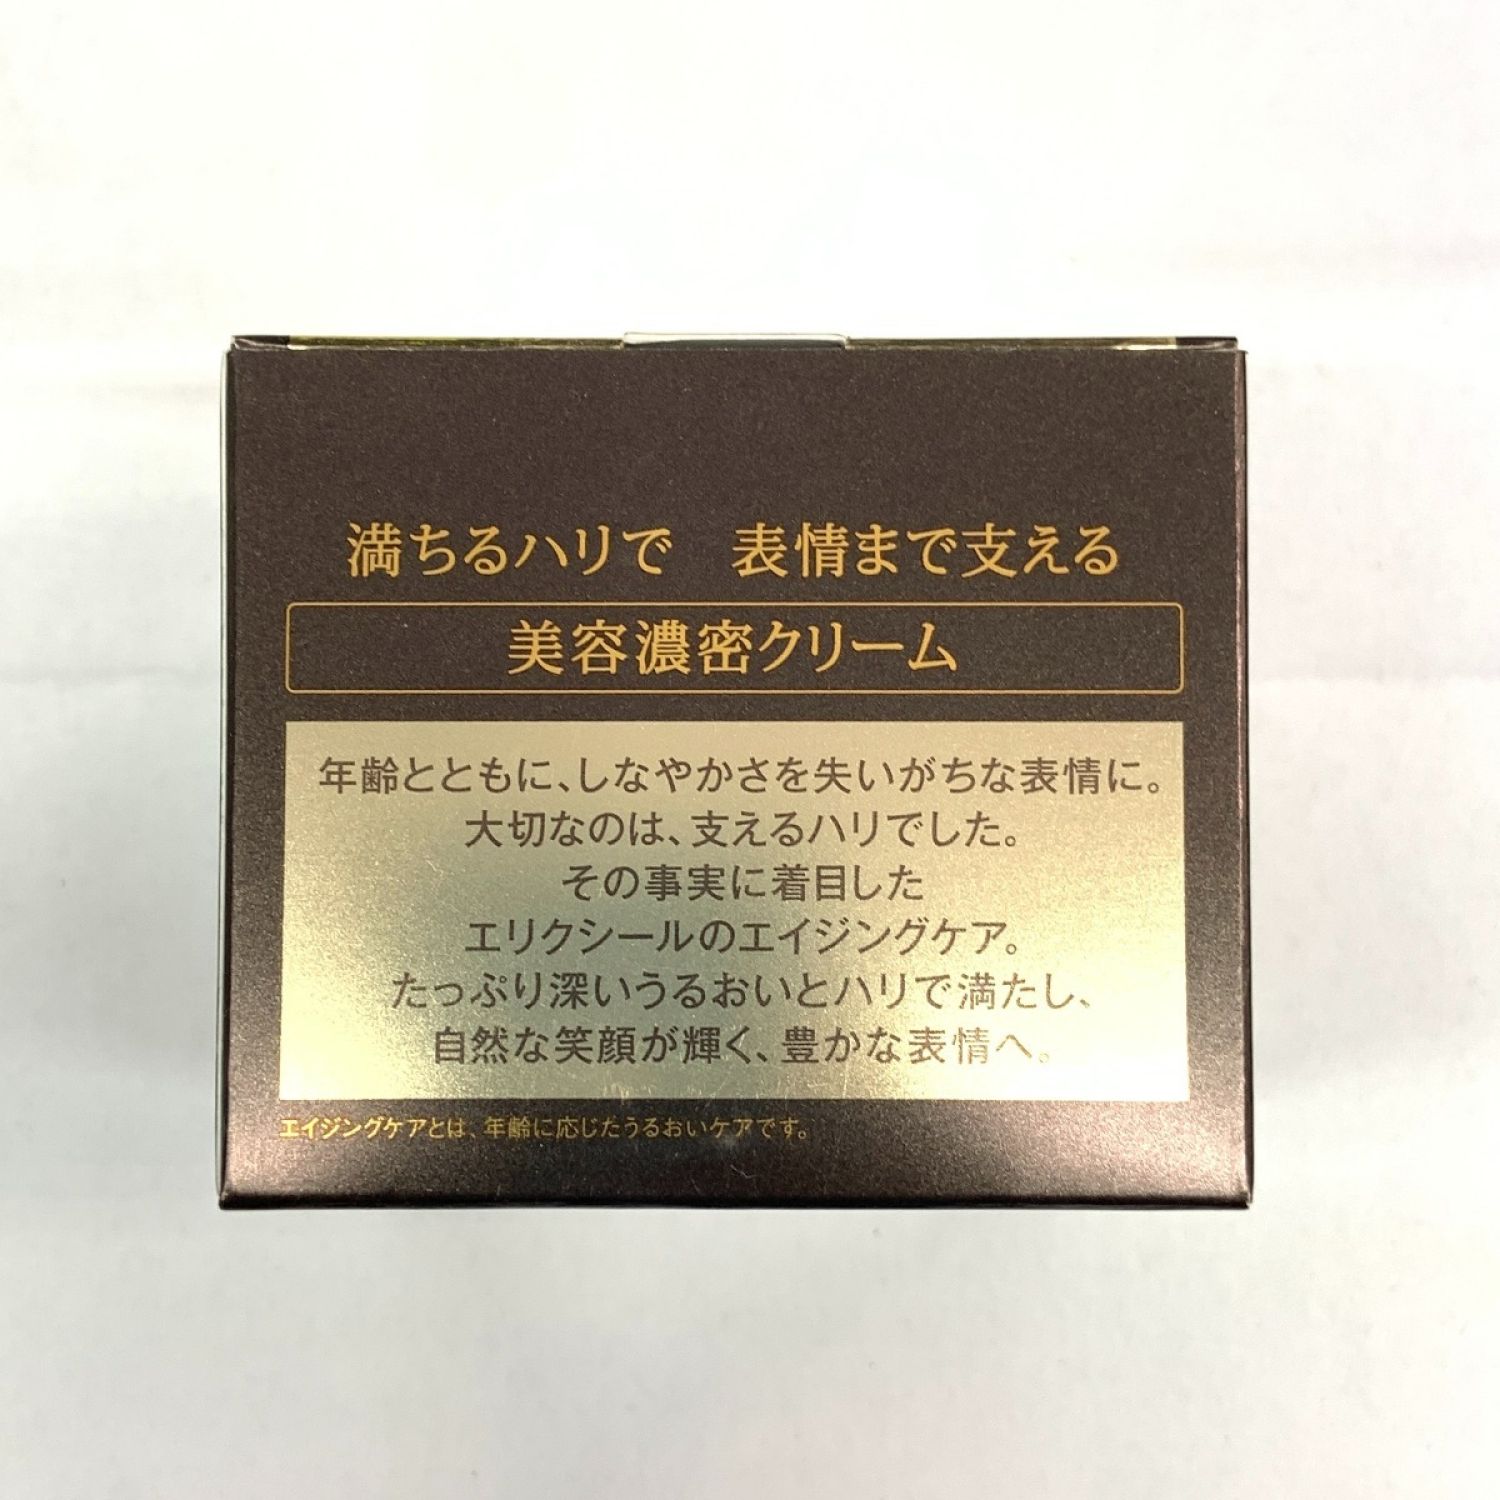 満ちるハリで　表情まで支える
美容濃密クリーム
年齢とともに、しなやかさを失いがちな表情に。
大切なのは、支えるハリでした。
その事実に着目した
エリクシールのエイジングケア。
たっぷり深いうるおいとハリで満たし、
自然な笑顔が輝く、豊かな表情へ。
エイジングケアとは、年齢に応じたうるおいケアです。